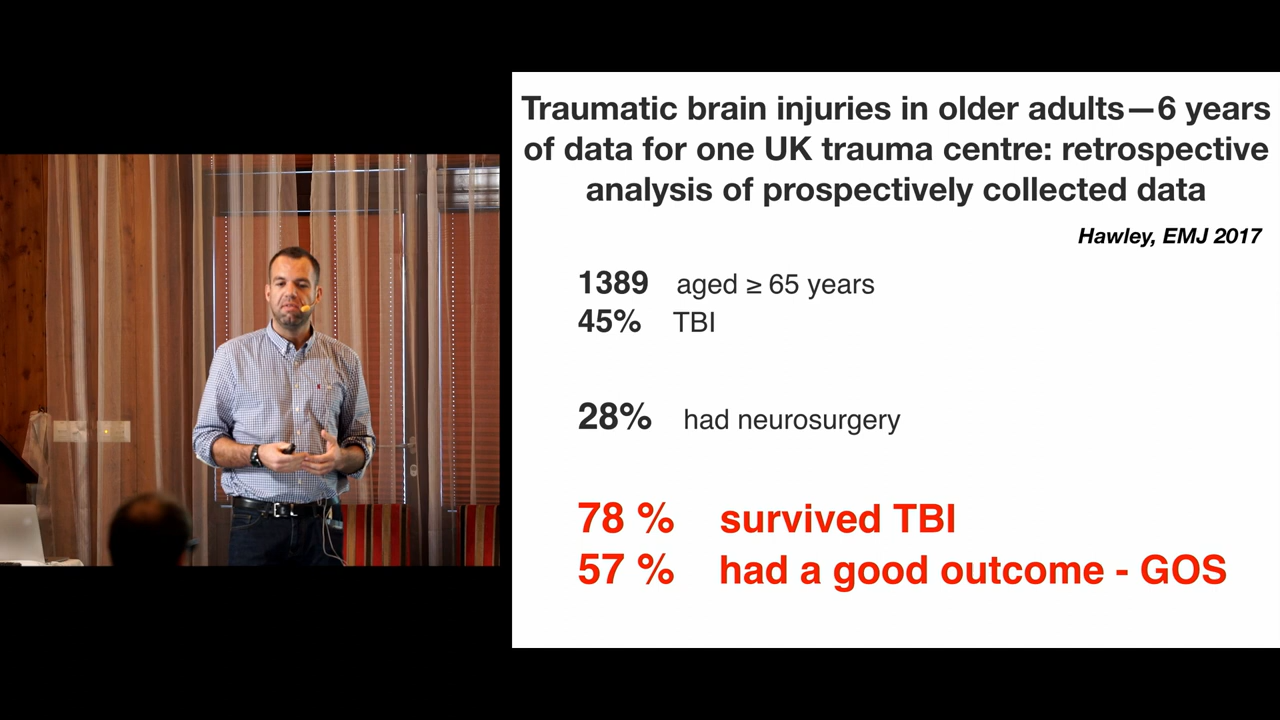 Traumatic brain injuries in older adults—6 years
of data for one UK trauma centre: retrospective
analysis of prospectively collected data
Hawley, EMJ 2017
1389 aged ≥ 65 years
45% TBI
28% had neurosurgery
78 % survived TBI
57 % had a good outcome - GOS